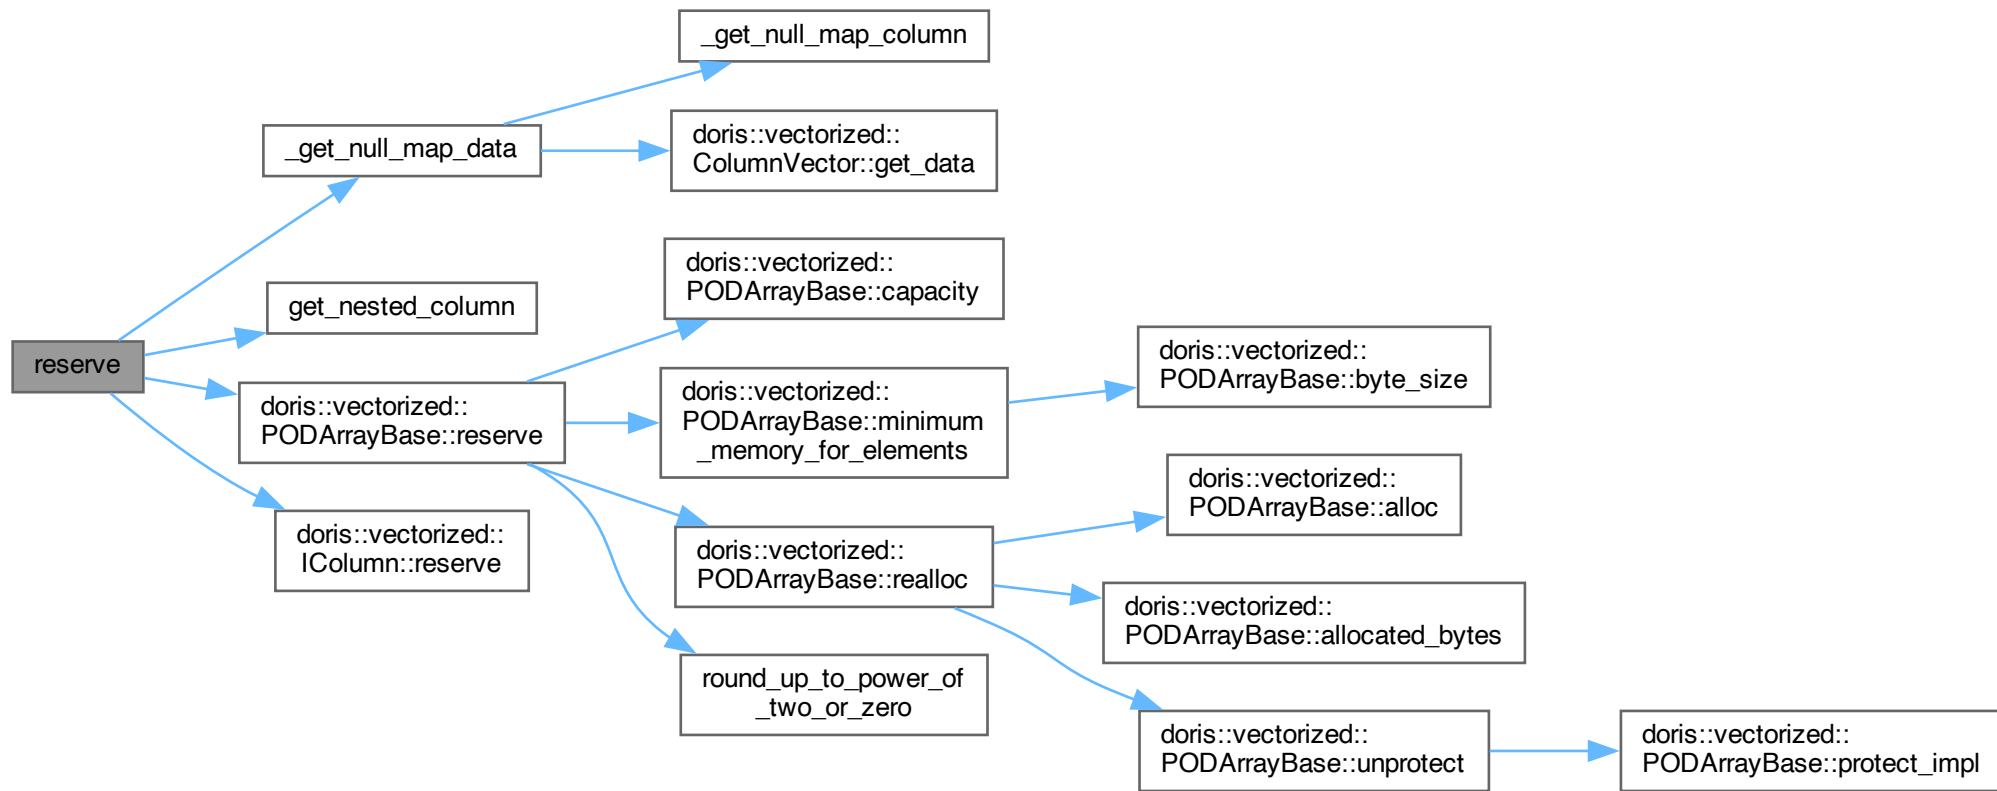 _get_null_map_column
_get_null_map_data
doris::vectorized::
ColumnVector::get_data
doris::vectorized::
PODArrayBase::capacity
get_nested_column
reserve
doris::vectorized::
PODArrayBase::reserve
doris::vectorized::
PODArrayBase::minimum
_memory_for_elements
doris::vectorized::
PODArrayBase::byte_size
doris::vectorized::
IColumn::reserve
doris::vectorized::
PODArrayBase::realloc
doris::vectorized::
PODArrayBase::alloc
doris::vectorized::
PODArrayBase::allocated_bytes
round_up_to_power_of
_two_or_zero
doris::vectorized::
PODArrayBase::unprotect
doris::vectorized::
PODArrayBase::protect_impl